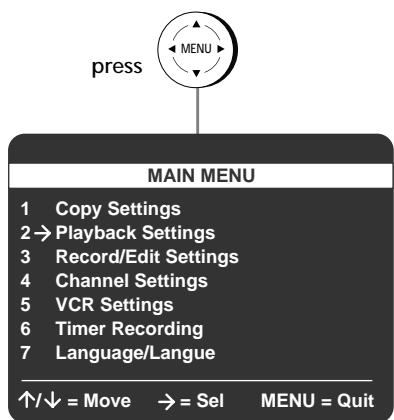 press
MENU
MAIN MENU
1 Copy Settings
2→ Playback Settings
3 Record/Edit Settings
4 Channel Settings
5 VCR Settings
6 Timer Recording
7 Language/Langue
↑/↓ = Move → = Sel MENU = Quit